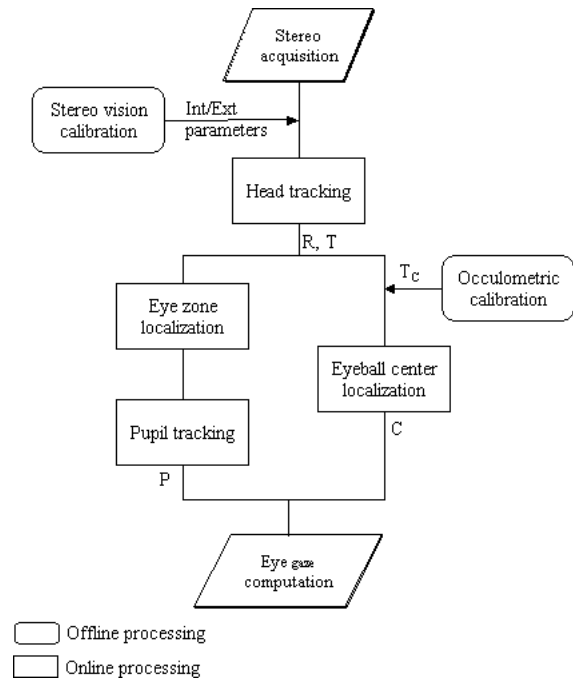 Stereo
acquisition
Stereo vision
calibration
Int/Ext
parameters
Head tracking
R, T
Tc
Occulometric
calibration
Eye zone
localization
Eyeball center
localization
Pupil tracking
C
P
Eye gaze
computation
Offline processing
Online processing